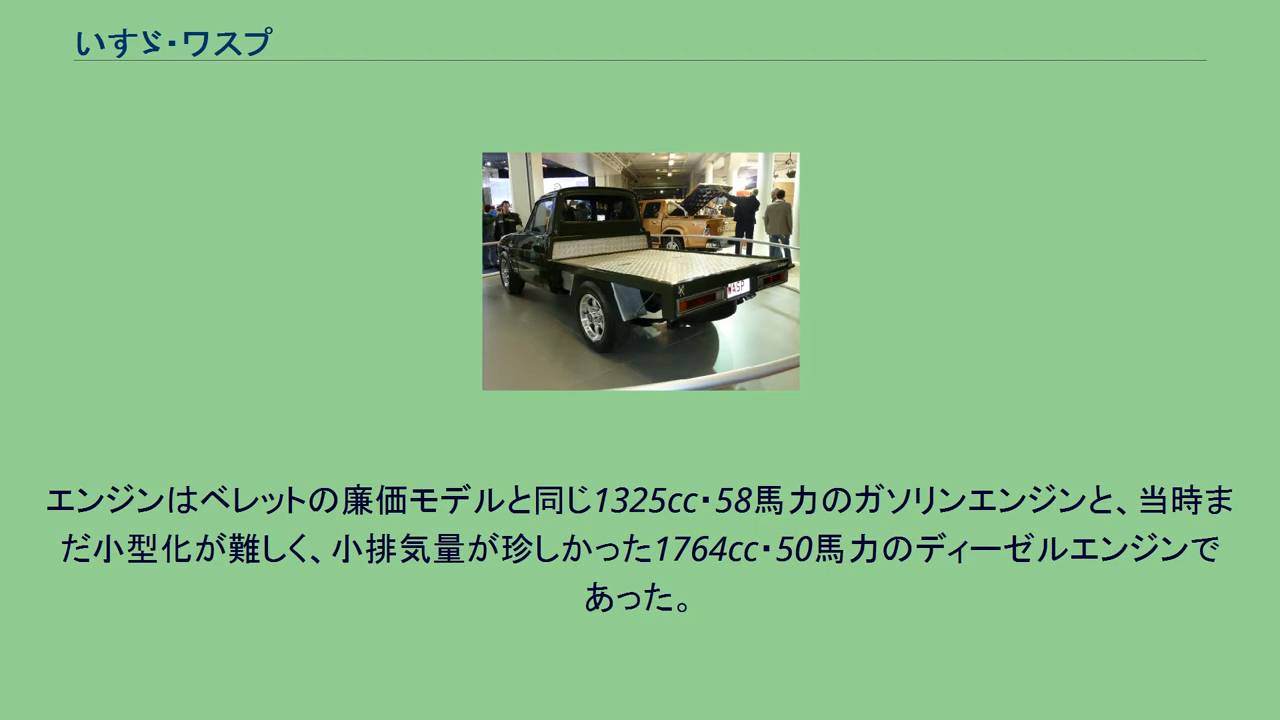 いすゞ・ワスプ
WASP
エンジンはベレットの廉価モデルと同じ1325cc・58馬力のガソリンエンジンと、当時ま
だ小型化が難しく、小排気量が珍しかった1764cc・50馬力のディーゼルエンジンで
あった。